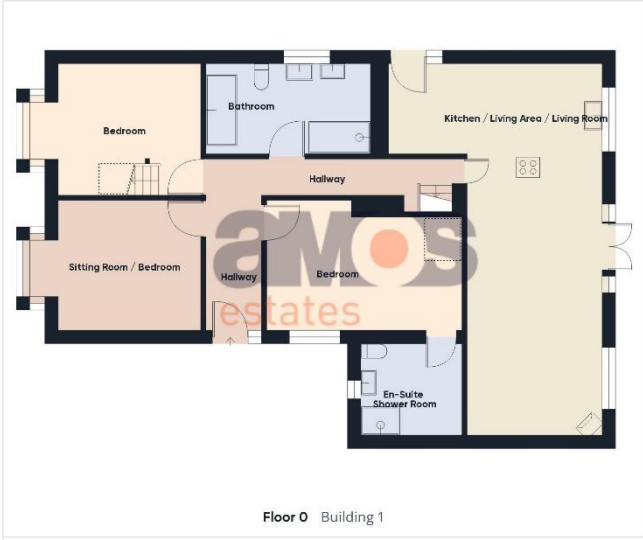 Bathroom
Kitchen / Living Area / Living Room
Bedroom
Hallway
Sitting Room / Bedroom
Hallway
Bedroom
amos
estates
En-Suite
Shower Room
Floor 0 Building 1